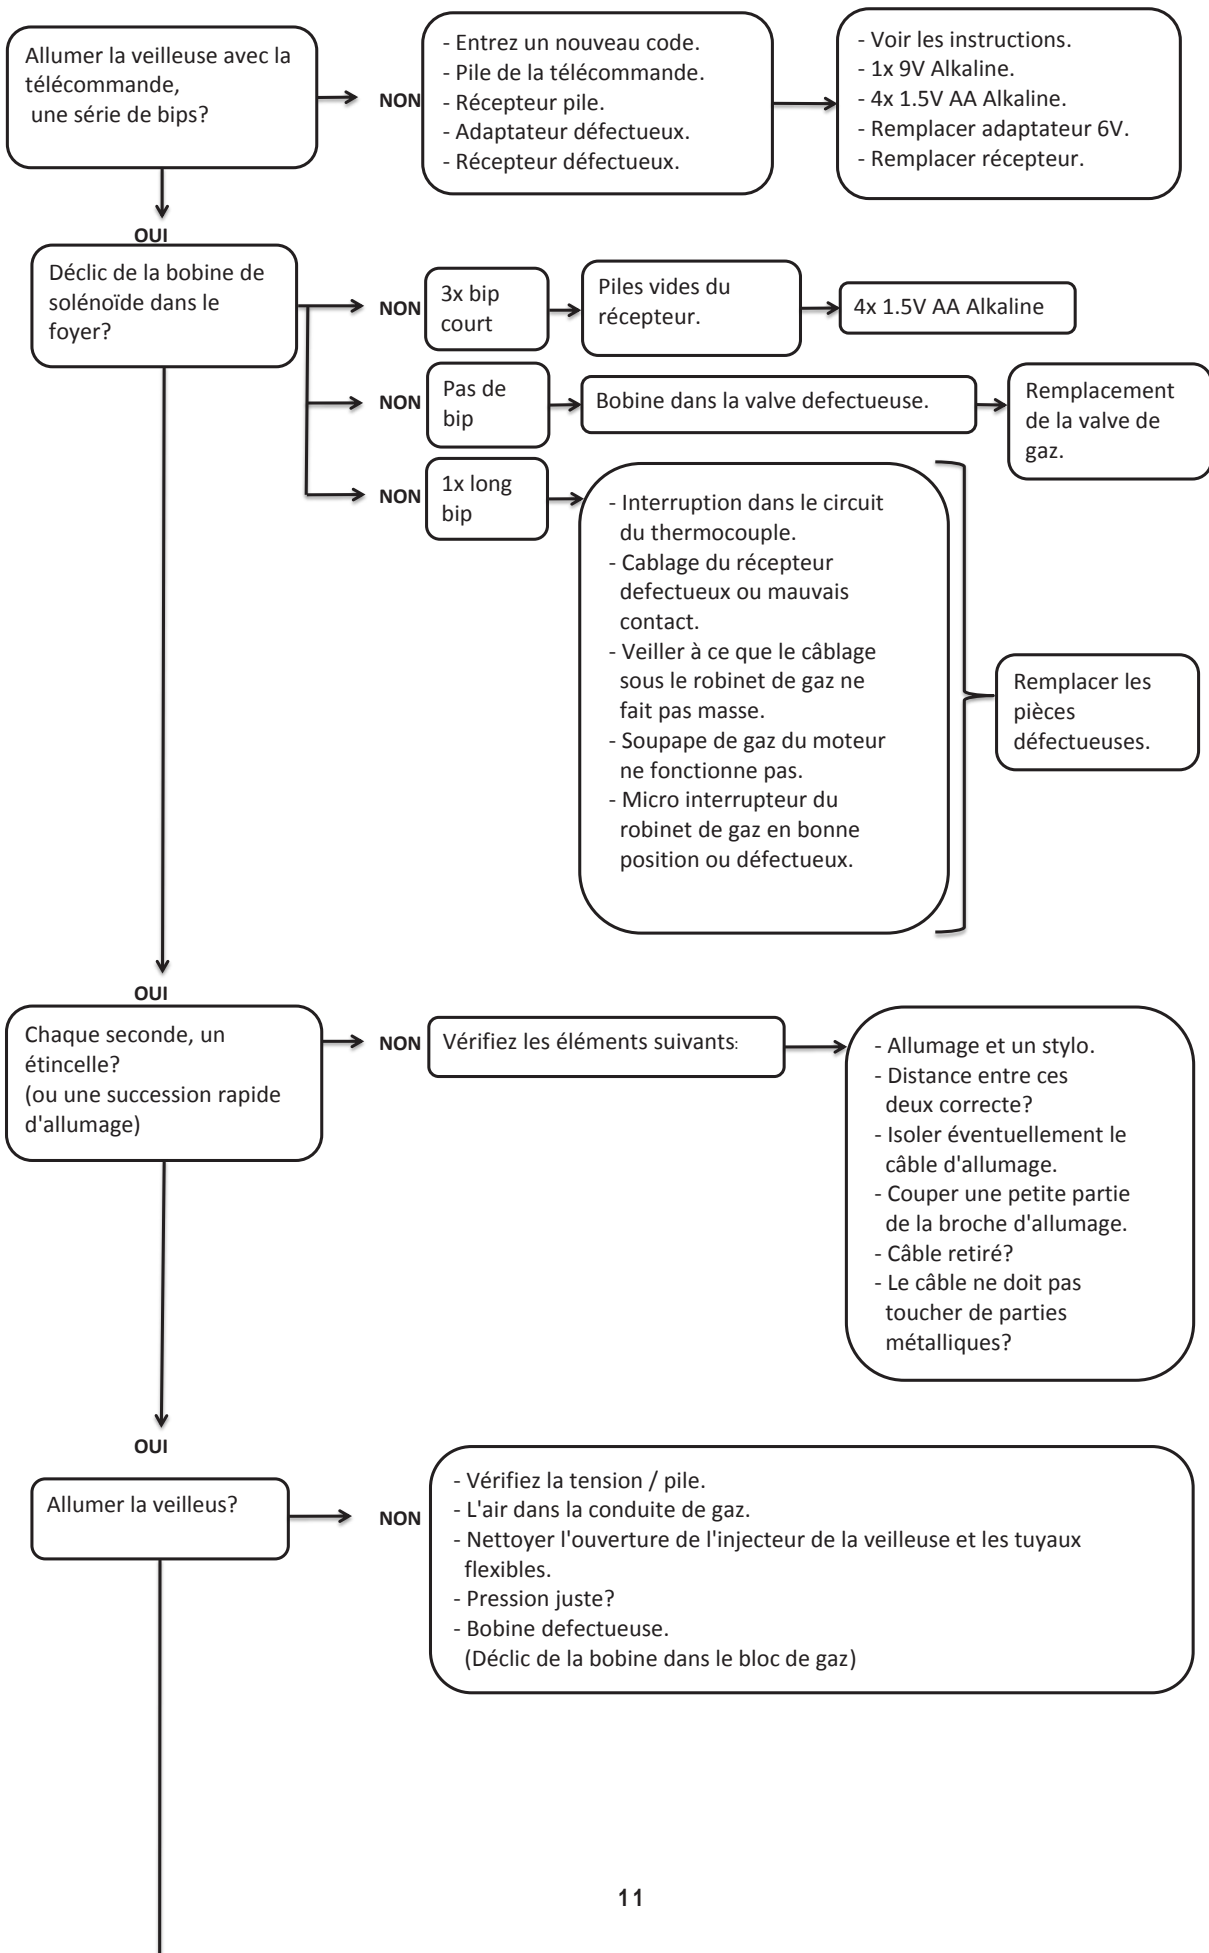 Allumer la veilleuse avec la
télécommande,
une série de bips?
NON
- Entrez un nouveau code.
- Pile de la télécommande.
- Récepteur pile.
- Adaptateur défectueux.
- Récepteur défectueux.
- Voir les instructions.
- 1x 9V Alkaline.
- 4x 1.5V AA Alkaline.
- Remplacer adaptateur 6V.
- Remplacer récepteur.
OUI
Déclic de la bobine de
solénoïde dans le
foyer?
NON
3x bip
court
Piles vides du
récepteur.
4x 1.5V AA Alkaline
NON
Pas de
bip
Bobine dans la valve defectueuse.
Remplacement
de la valve de
gaz.
NON
1x long
bip
- Interruption dans le circuit
du thermocouple.
- Cablage du récepteur
defectueux ou mauvais
contact.
- Veiller à ce que le câblage
sous le robinet de gaz ne
fait pas masse.
- Soupape de gaz du moteur
ne fonctionne pas.
- Micro interrupteur du
robinet de gaz en bonne
position ou défectueux.
Remplacer les
pièces
défectueuses.
OUI
Chaque seconde, un
étincelle?
(ou une succession rapide
d'allumage)
NON
Vérifiez les éléments suivants:
- Allumage et un stylo.
- Distance entre ces
deux correcte?
- Isoler éventuellement le
câble d'allumage.
- Couper une petite partie
de la broche d'allumage.
- Câble retiré?
- Le câble ne doit pas
toucher de parties
métalliques?
OUI
Allumer la veilleus?
NON
- Vérifiez la tension / pile.
- L'air dans la conduite de gaz.
- Nettoyer l'ouverture de l'injecteur de la veilleuse et les tuyaux
flexibles.
- Pression juste?
- Bobine defectueuse.
(Déclic de la bobine dans le bloc de gaz)
11